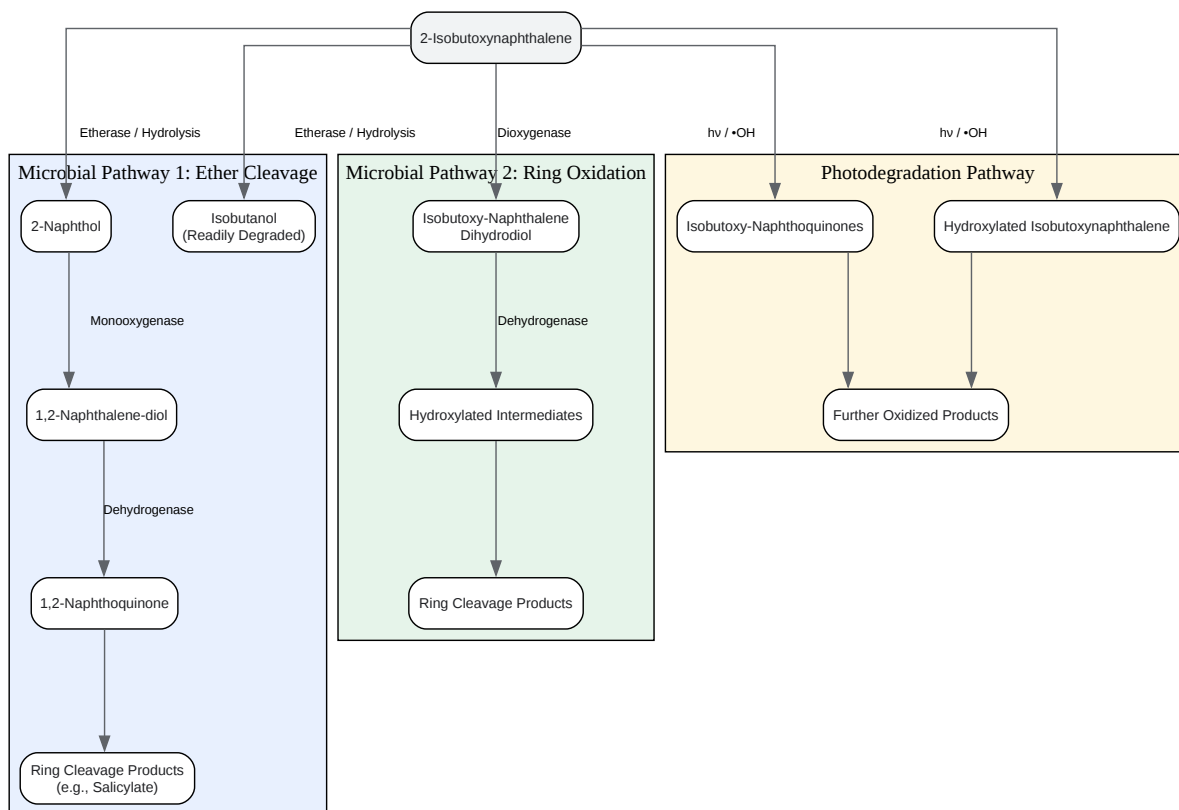 2-Isobutoxynaphthalene
Etherase / Hydrolysis
Etherase / Hydrolysis
Dioxygenase
hν / •OH
hν / •OH
Microbial Pathway 1: Ether Cleavage
2-Naphthol
Isobutanol
(Readily Degraded)
Monooxygenase
1,2-Naphthalene-diol
Dehydrogenase
1,2-Naphthoquinone
Ring Cleavage Products
(e.g., Salicylate)
Microbial Pathway 2: Ring Oxidation
Isobutoxy-Naphthalene
Dihydrodiol
Dehydrogenase
Hydroxylated Intermediates
Ring Cleavage Products
Photodegradation Pathway
Isobutoxy-Naphthoquinones
Hydroxylated Isobutoxynaphthalene
Further Oxidized Products